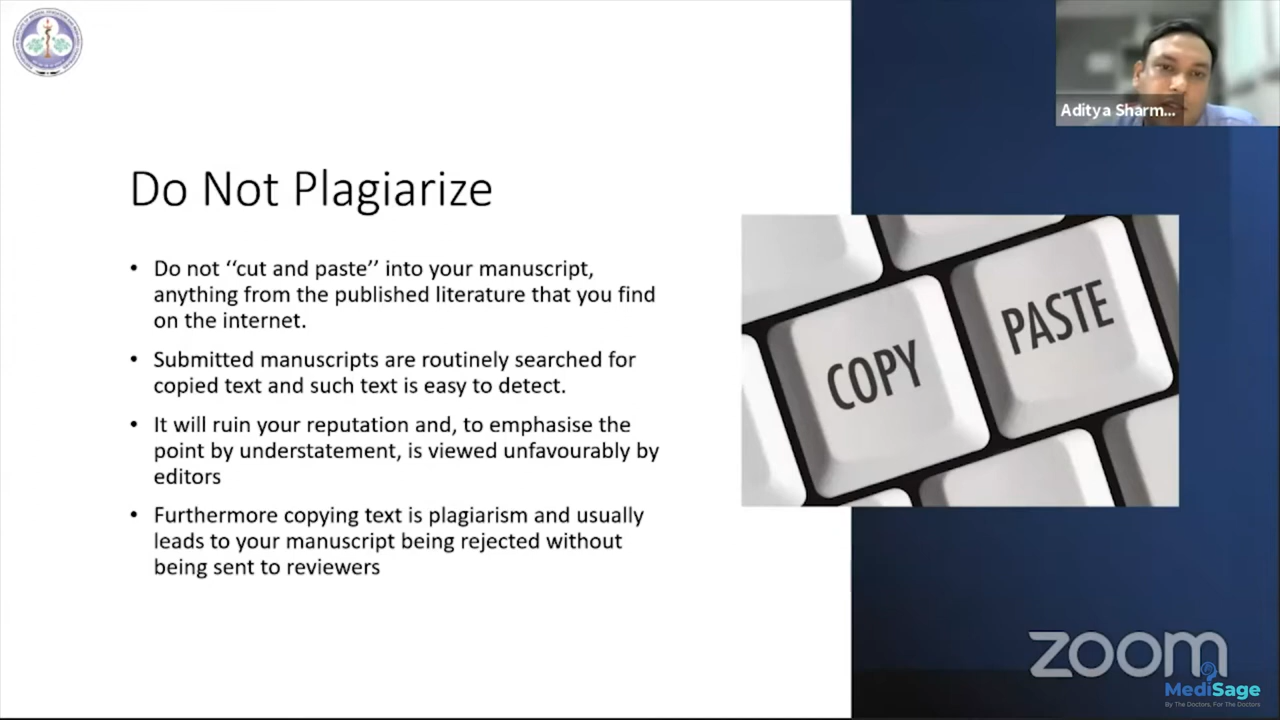 Aditya Sharm...
Do Not Plagiarize
• Do not ‘‘cut and paste’’ into your manuscript,
anything from the published literature that you find
on the internet.
• Submitted manuscripts are routinely searched for
copied text and such text is easy to detect.
• It will ruin your reputation and, to emphasise the
point by understatement, is viewed unfavourably by
editors
• Furthermore copying text is plagiarism and usually
leads to your manuscript being rejected without
being sent to reviewers
COPY
PASTE
zoom
MediSage
By The Doctors, For The Doctors